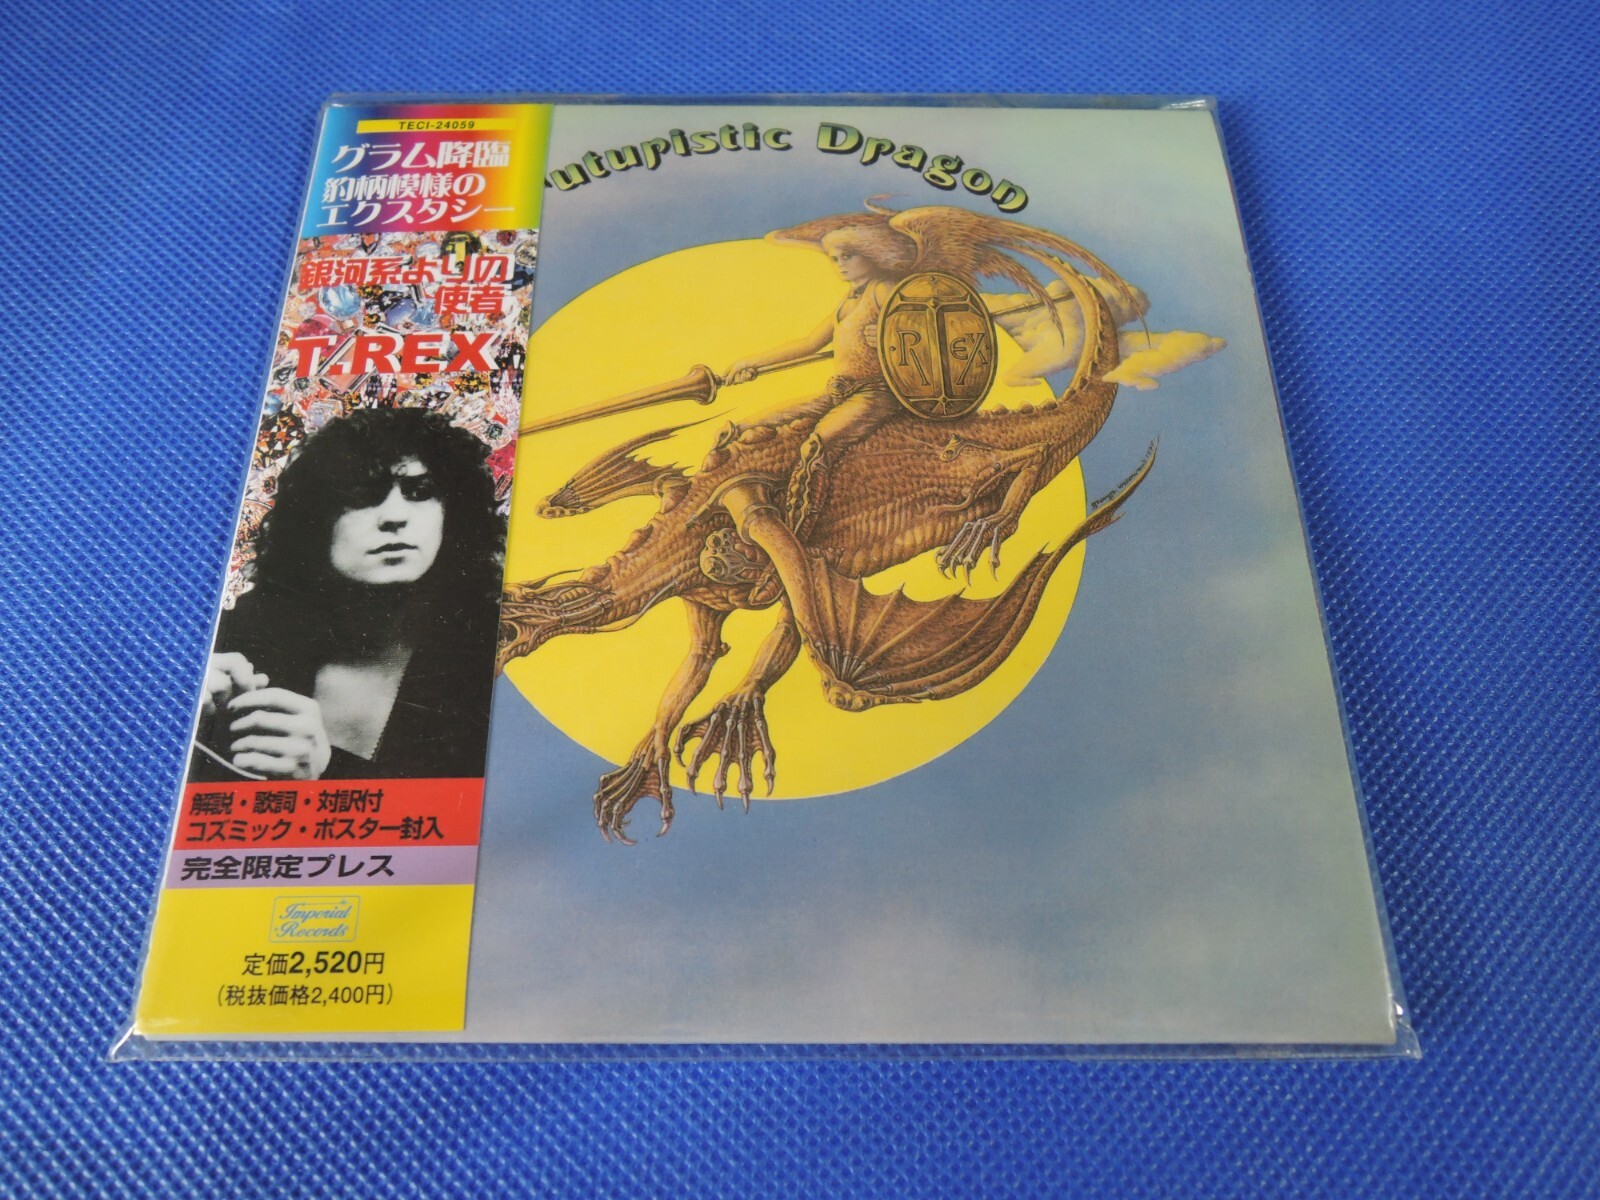 TECI-24059
グラム降臨
豹柄模様の
エクスタシー
銀河系よりの
使者
T.REX
解説・歌詞・対訳付
コズミック・ポスター封入
完全限定プレス
Imperial
Records
定価2,520円
(税抜価格2,400円)
uturistic Dragon
T
REX